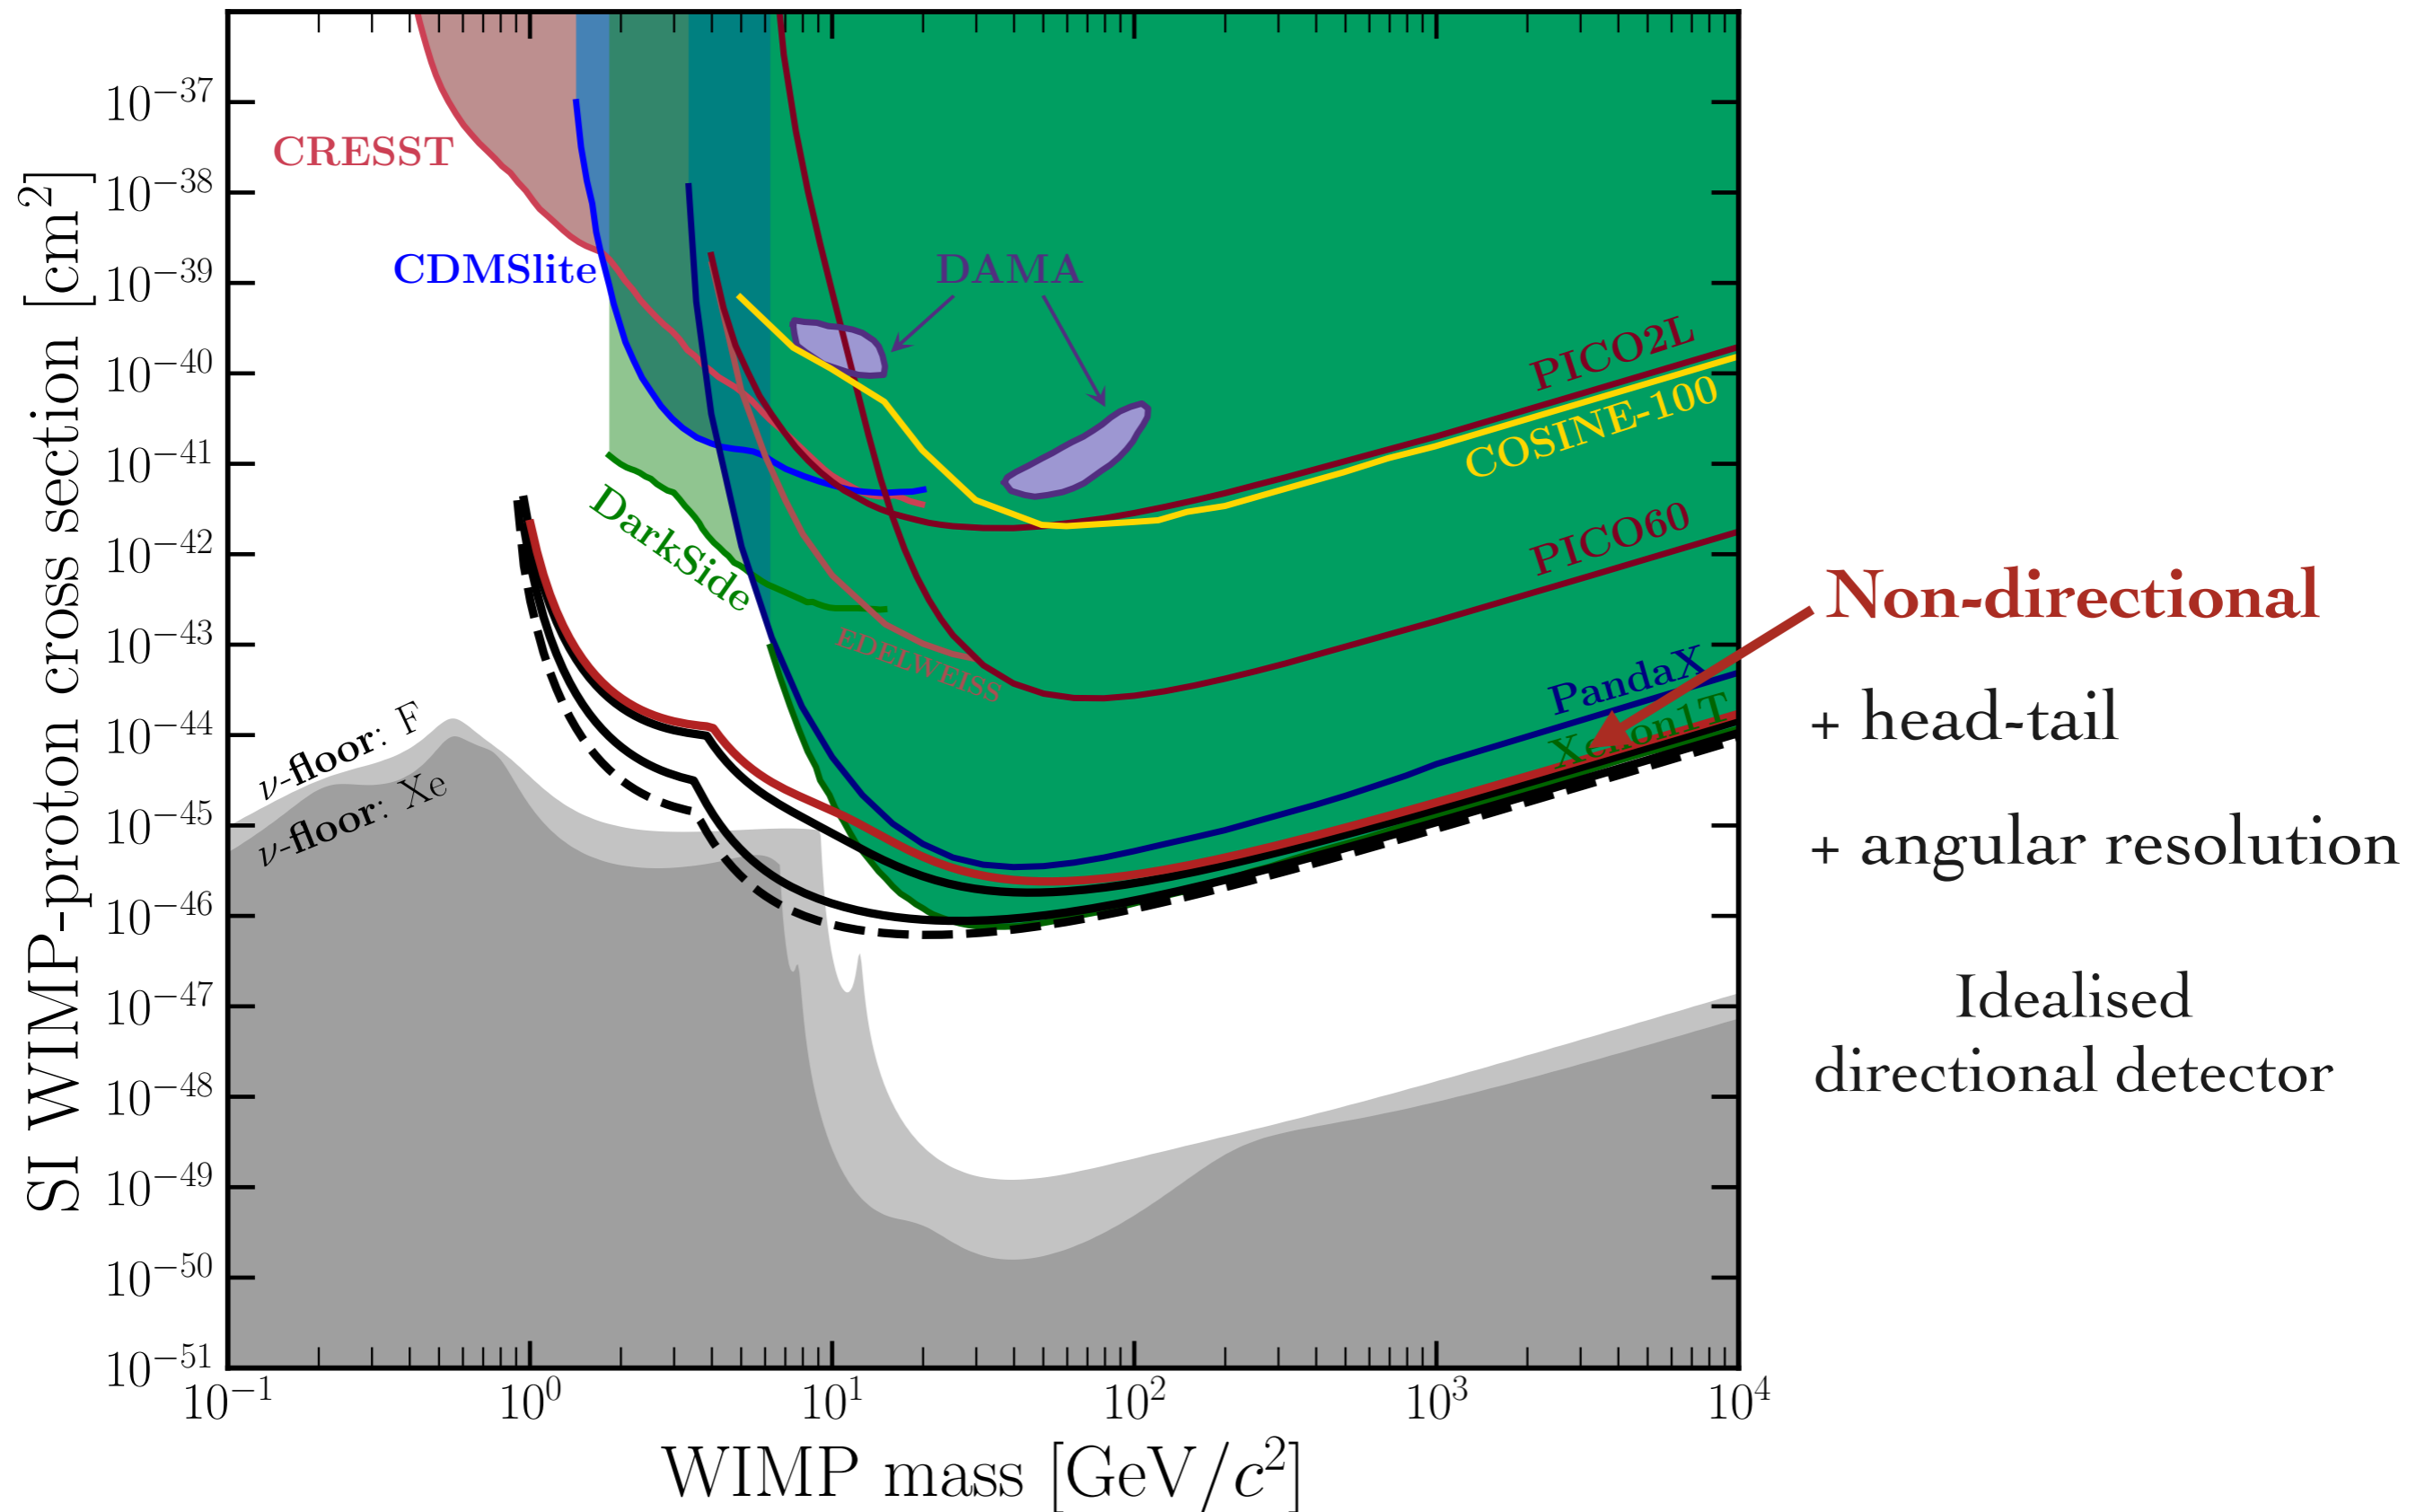 SI WIMP-proton cross section [cm²]
10⁻³⁷
10⁻³⁸
10⁻³⁹
10⁻⁴⁰
10⁻⁴¹
10⁻⁴²
10⁻⁴³
10⁻⁴⁴
10⁻⁴⁵
10⁻⁴⁶
10⁻⁴⁷
10⁻⁴⁸
10⁻⁴⁹
10⁻⁵⁰
10⁻⁵¹
CRESST
CDMSlite
DAMA
DarkSide
EDELWEISS
PICO2L
COSINE-100
PICO60
PandaX
Xenon1T
ν-floor: F
ν-floor: Xe
10⁻¹
10⁰
10¹
10²
10³
10⁴
WIMP mass [GeV/c²]
Non-directional
+ head-tail
+ angular resolution
Idealised
directional detector